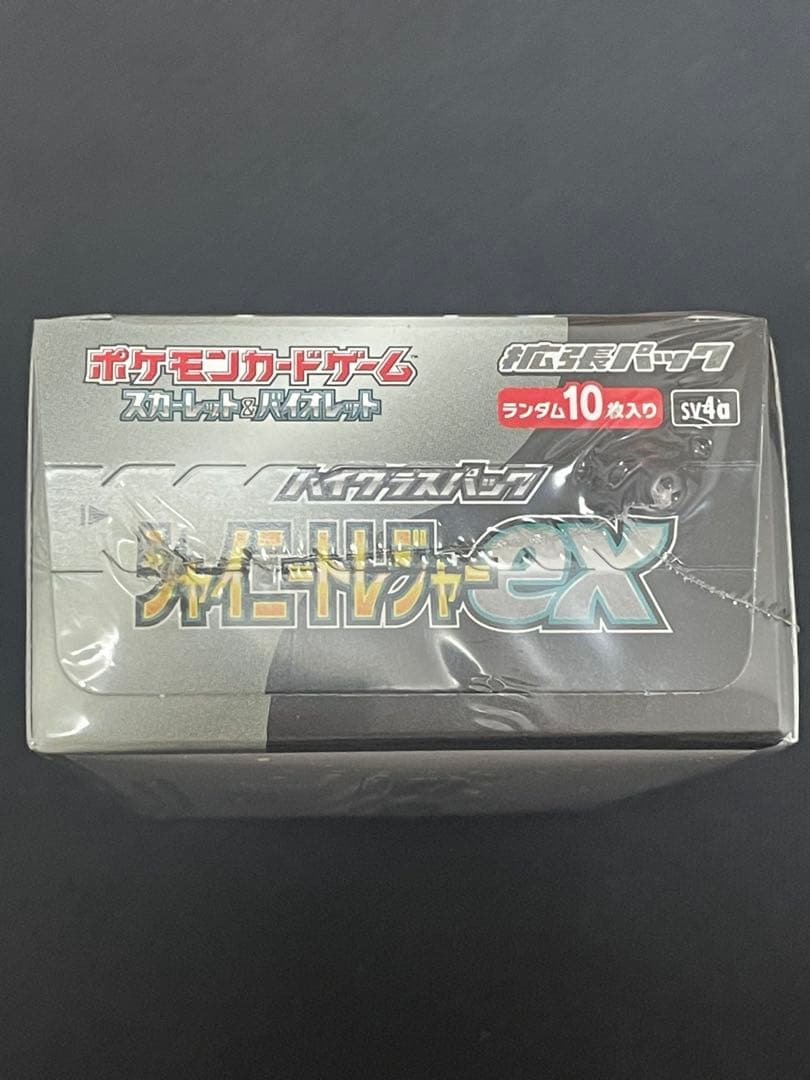 ポケモンカードゲーム™
スカーレット&バイオレット
拡張パック
ランダム10枚入り
SV4a
ハイクラスパック
シャイニートレジャーex